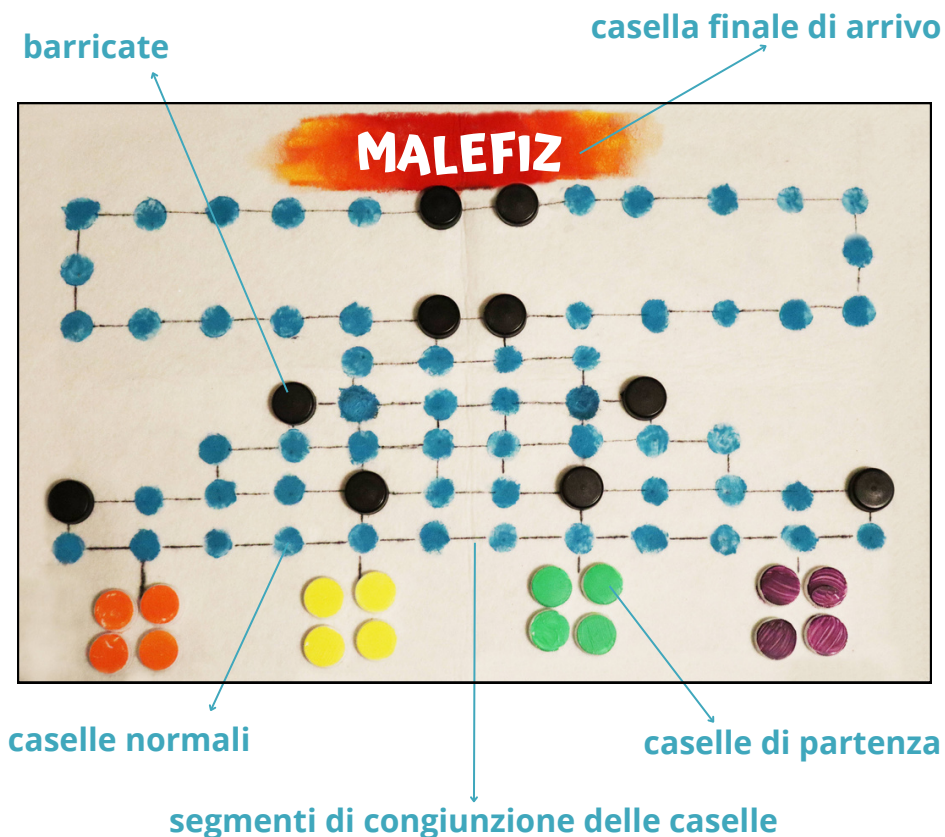 casella finale di arrivo
barricate
MALEFIZ
caselle normali
caselle di partenza
segmenti di congiunzione delle caselle